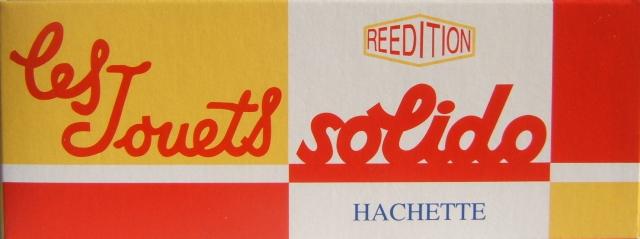 Les
Jouets
REEDITION
solido
HACHETTE